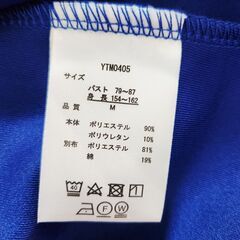 YTM0405
サイズ
バスト 79~87
身長 154~162
品質 M
本体 ポリエステル 90%
ポリウレタン 10%
別布 ポリエステル 81%
綿 19%
40
F W